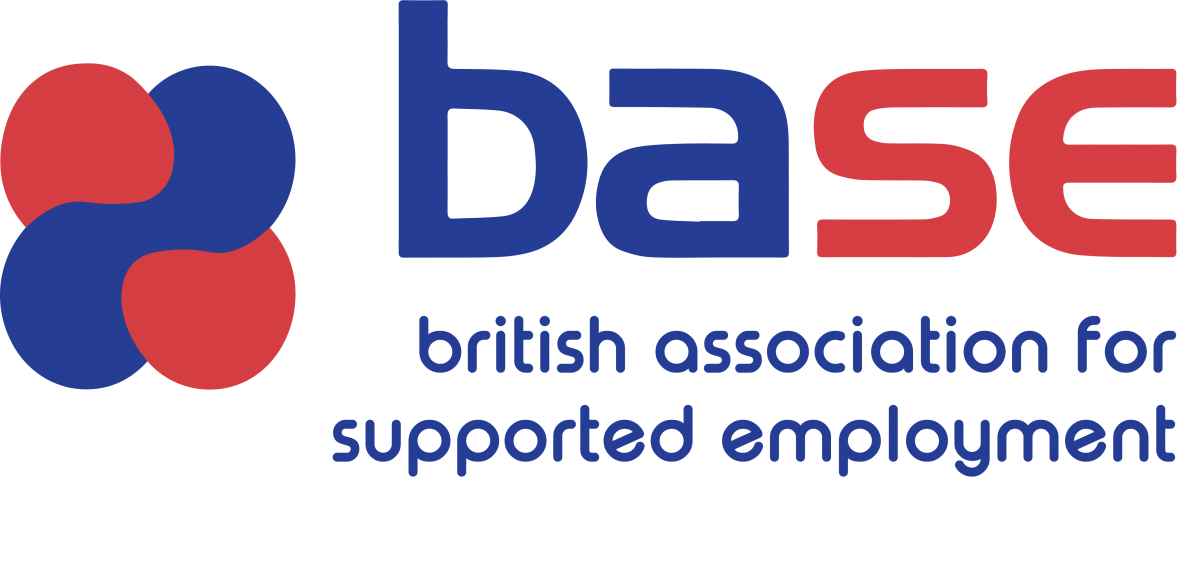 base
british association for
supported employment